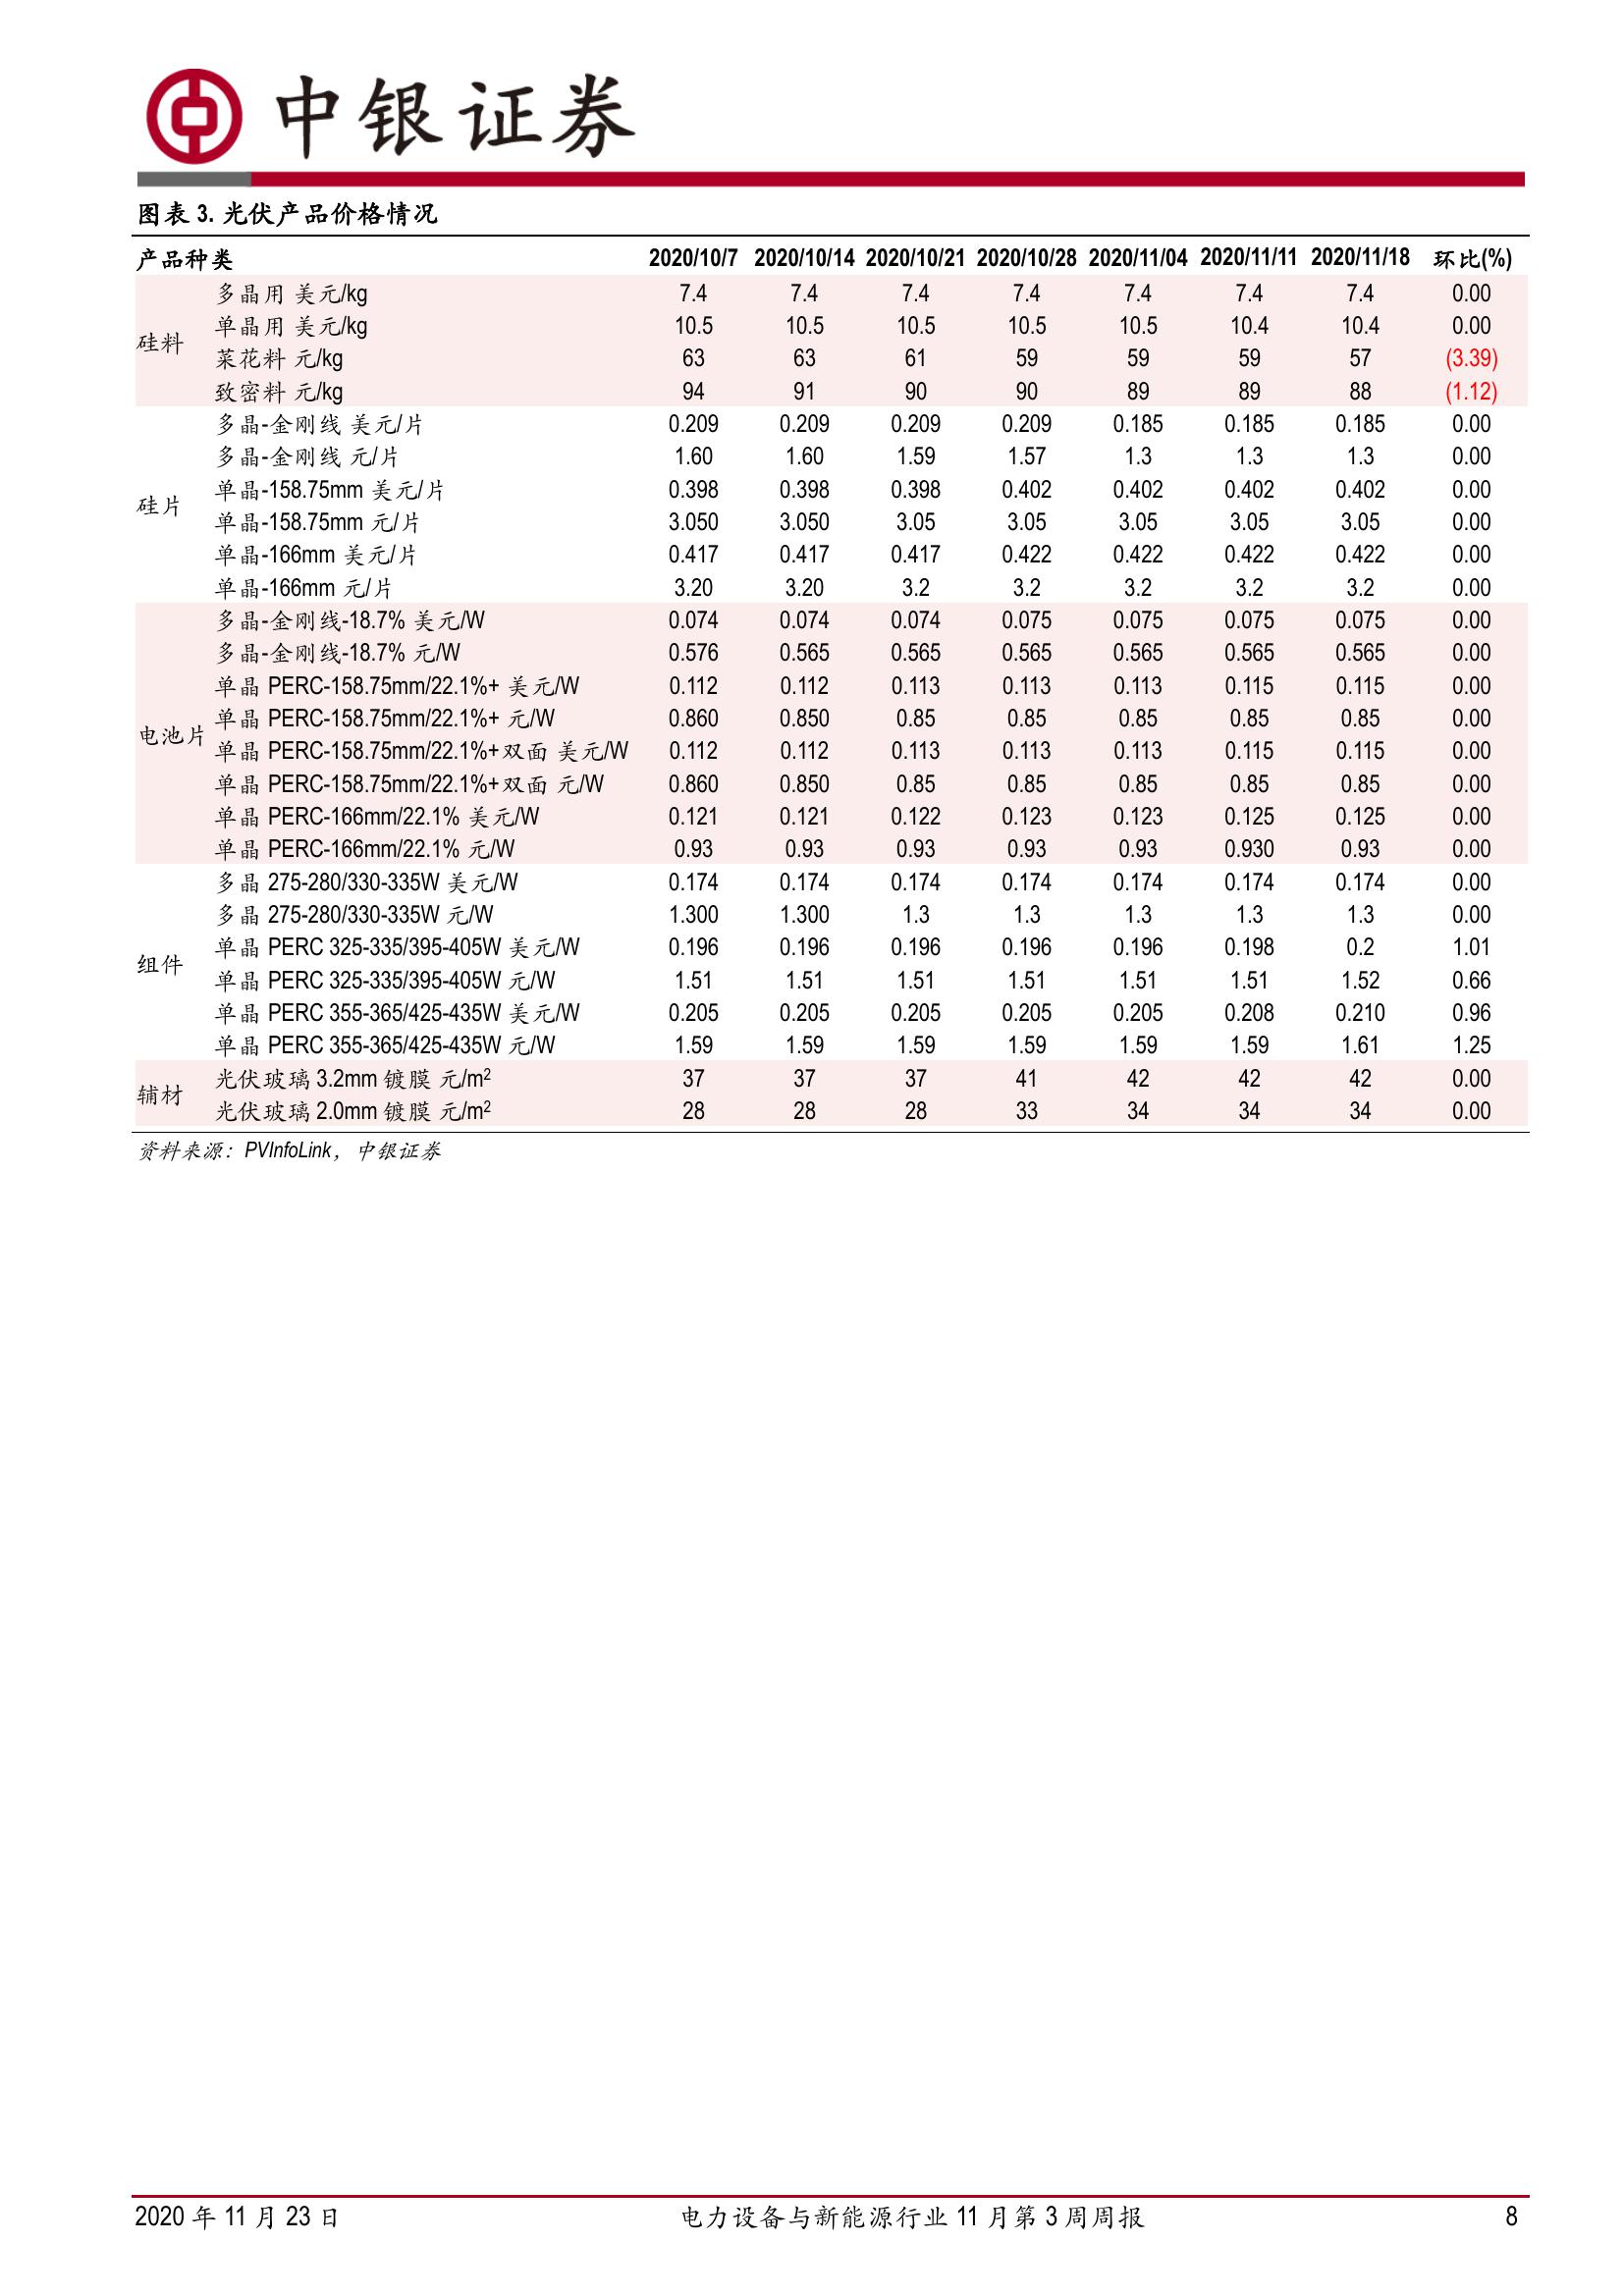 中银证券
图表 3. 光伏产品价格情况
产品种类 2020/10/7 2020/10/14 2020/10/21 2020/10/28 2020/11/04 2020/11/11 2020/11/18 环比(%)
硅料
多晶用 美元/kg 7.4 7.4 7.4 7.4 7.4 7.4 7.4 0.00
单晶用 美元/kg 10.5 10.5 10.5 10.5 10.5 10.4 10.4 0.00
菜花料 元/kg 63 63 61 59 59 59 57 (3.39)
致密料 元/kg 94 91 90 90 89 89 88 (1.12)
硅片
多晶-金刚线 美元/片 0.209 0.209 0.209 0.209 0.185 0.185 0.185 0.00
多晶-金刚线 元/片 1.60 1.60 1.59 1.57 1.3 1.3 1.3 0.00
单晶-158.75mm 美元/片 0.398 0.398 0.398 0.402 0.402 0.402 0.402 0.00
单晶-158.75mm 元/片 3.050 3.050 3.05 3.05 3.05 3.05 3.05 0.00
单晶-166mm 美元/片 0.417 0.417 0.417 0.422 0.422 0.422 0.422 0.00
单晶-166mm 元/片 3.20 3.20 3.2 3.2 3.2 3.2 3.2 0.00
电池片
多晶-金刚线-18.7% 美元/W 0.074 0.074 0.074 0.075 0.075 0.075 0.075 0.00
多晶-金刚线-18.7% 元/W 0.576 0.565 0.565 0.565 0.565 0.565 0.565 0.00
单晶 PERC-158.75mm/22.1%+ 美元/W 0.112 0.112 0.113 0.113 0.113 0.115 0.115 0.00
单晶 PERC-158.75mm/22.1%+ 元/W 0.860 0.850 0.85 0.85 0.85 0.85 0.85 0.00
单晶 PERC-158.75mm/22.1%+双面 美元/W 0.112 0.112 0.113 0.113 0.113 0.115 0.115 0.00
单晶 PERC-158.75mm/22.1%+双面 元/W 0.860 0.850 0.85 0.85 0.85 0.85 0.85 0.00
单晶 PERC-166mm/22.1% 美元/W 0.121 0.121 0.122 0.123 0.123 0.125 0.125 0.00
单晶 PERC-166mm/22.1% 元/W 0.93 0.93 0.93 0.93 0.93 0.930 0.93 0.00
组件
多晶 275-280/330-335W 美元/W 0.174 0.174 0.174 0.174 0.174 0.174 0.174 0.00
多晶 275-280/330-335W 元/W 1.300 1.300 1.3 1.3 1.3 1.3 1.3 0.00
单晶 PERC 325-335/395-405W 美元/W 0.196 0.196 0.196 0.196 0.196 0.198 0.2 1.01
单晶 PERC 325-335/395-405W 元/W 1.51 1.51 1.51 1.51 1.51 1.51 1.52 0.66
单晶 PERC 355-365/425-435W 美元/W 0.205 0.205 0.205 0.205 0.205 0.208 0.210 0.96
单晶 PERC 355-365/425-435W 元/W 1.59 1.59 1.59 1.59 1.59 1.59 1.61 1.25
辅材
光伏玻璃 3.2mm 镀膜 元/m² 37 37 37 41 42 42 42 0.00
光伏玻璃 2.0mm 镀膜 元/m² 28 28 28 33 34 34 34 0.00
资料来源：PVInfoLink，中银证券
2020 年 11 月 23 日 电力设备与新能源行业 11 月第 3 周周报 8